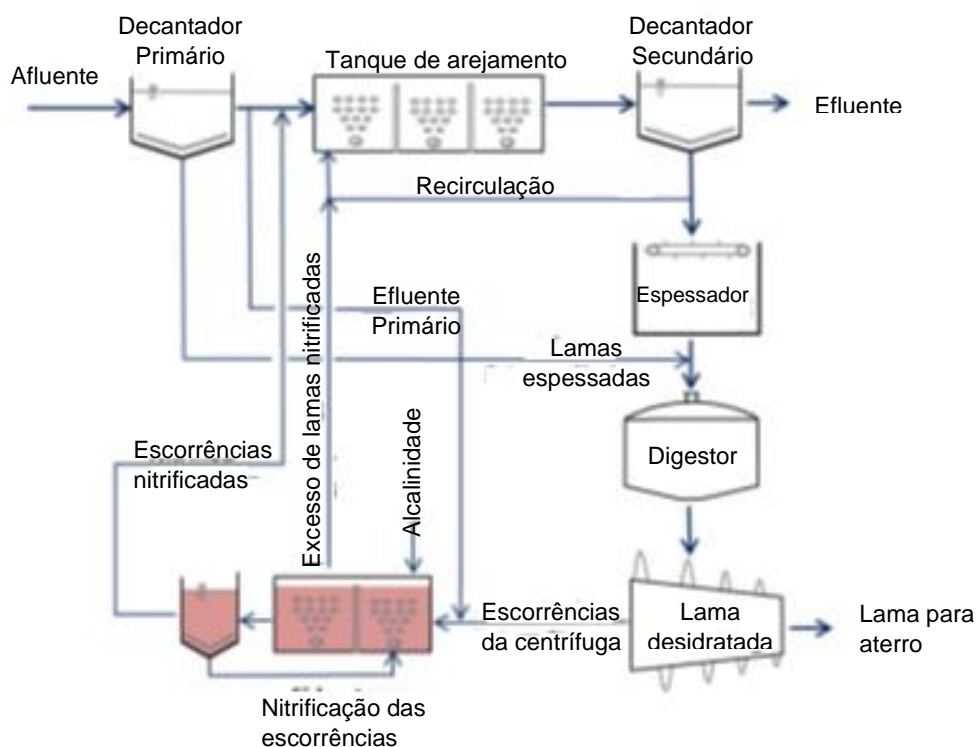 Decantador
Primário
Decantador
Secundário
Tanque de arejamento
Afluente
Efluente
Recirculação
Espessador
Efluente
Primário
Lamas
espessadas
Excesso de lamas nitrificadas
Alcalinidade
Escorrências
nitrificadas
Digestor
Escorrências
da centrífuga
Lama
desidratada
Lama para
aterro
Nitrificação das
escorrências